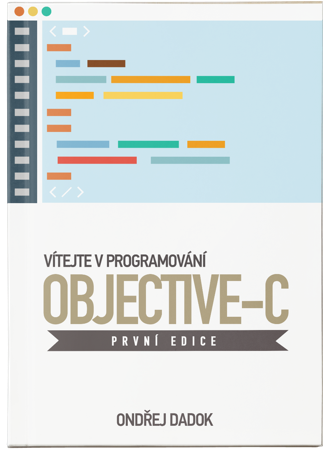 VÍTEJTE V PROGRAMOVÁNÍ
OBJECTIVE-C
PRVNÍ EDICE
ONDŘEJ DADOK